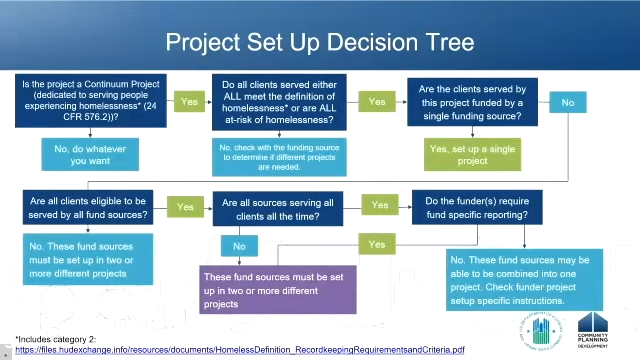 Project Set Up Decision Tree
Is the project a Continuum Project
(dedicated to serving people
experiencing homelessness* (24
CFR 576.2))?
Yes
Do all clients served either
ALL meet the definition of
homelessness* or are ALL
at-risk of homelessness?
Yes
Are the clients served by
this project funded by a
single funding source?
No
No, do whatever
you want
No, check with the funding source
to determine if different projects
are needed.
Yes, set up a single
project
Are all clients eligible to be
served by all fund sources?
Yes
Are all sources serving all
clients all the time?
Yes
Do the funder(s) require
fund specific reporting?
No
Yes
No. These fund sources
must be set up in two or
more different projects
These fund sources must be set
up in two or more different
projects
No. These fund sources may be
able to be combined into one
project. Check funder project
setup specific instructions.
*Includes category 2:
https://files.hudexchange.info/resources/documents/HomelessDefinition_RecordkeepingRequirementsandCriteria.pdf
COMMUNITY
PLANNING
DEVELOPMENT